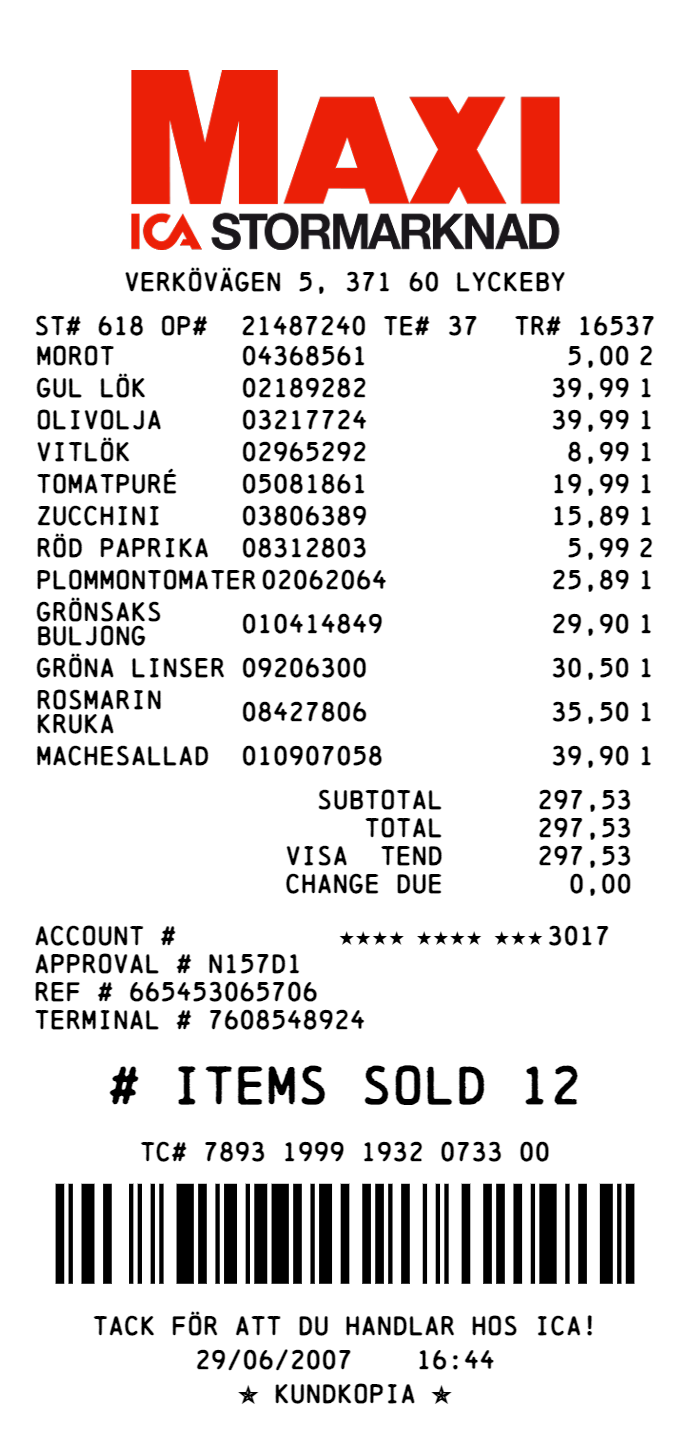 MAXI
ICA STORMARKNAD
VERKÖVÄGEN 5, 371 60 LYCKEBY
ST# 618 OP# 21487240 TE# 37 TR# 16537
MOROT 04368561 5,00 2
GUL LÖK 02189282 39,99 1
OLIVOLJA 03217724 39,99 1
VITLÖK 02965292 8,99 1
TOMATPURÉ 05081861 19,99 1
ZUCCHINI 03806389 15,89 1
RÖD PAPRIKA 08312803 5,99 2
PLOMMONTOMATER 02062064 25,89 1
GRÖNSAKS
BULJONG 010414849 29,90 1
GRÖNA LINSER 09206300 30,50 1
ROSMARIN
KRUKA 08427806 35,50 1
MACHESALLAD 010907058 39,90 1
SUBTOTAL 297,53
TOTAL 297,53
VISA TEND 297,53
CHANGE DUE 0,00
ACCOUNT # ★★★★ ★★★★ ★★★3017
APPROVAL # N157D1
REF # 665453065706
TERMINAL # 7608548924
# ITEMS SOLD 12
TC# 7893 1999 1932 0733 00
TACK FÖR ATT DU HANDLAR HOS ICA!
29/06/2007 16:44
★ KUNDKOPIA ★